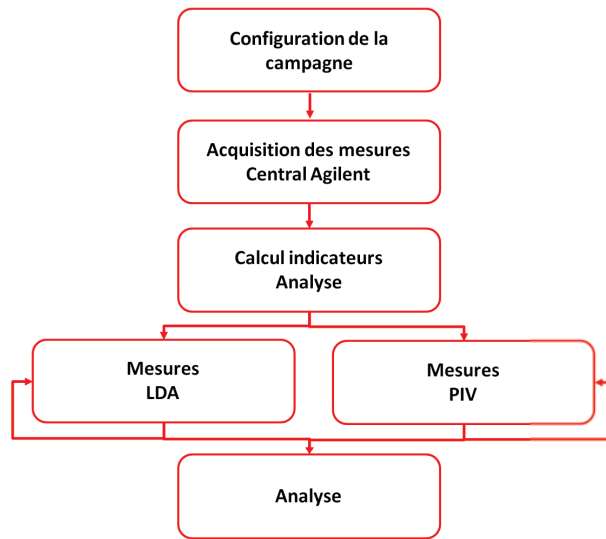 Configuration de la
campagne
Acquisition des mesures
Central Agilent
Calcul indicateurs
Analyse
Mesures
LDA
Mesures
PIV
Analyse